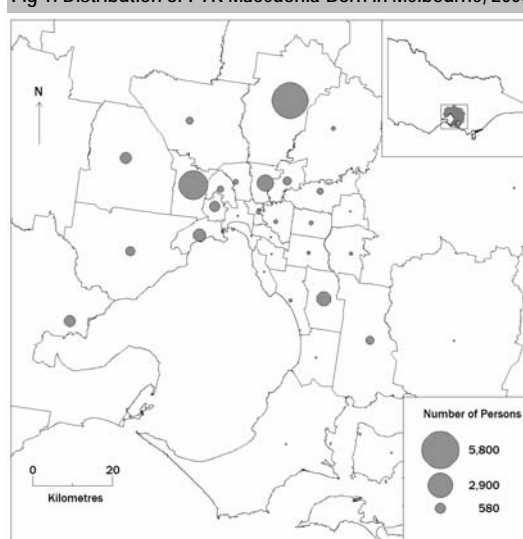 Fig 1: Distribution of FYR Macedonia-Born in Melbourne,
N
Number of Persons
5,800
2,900
580
0 20
Kilometres